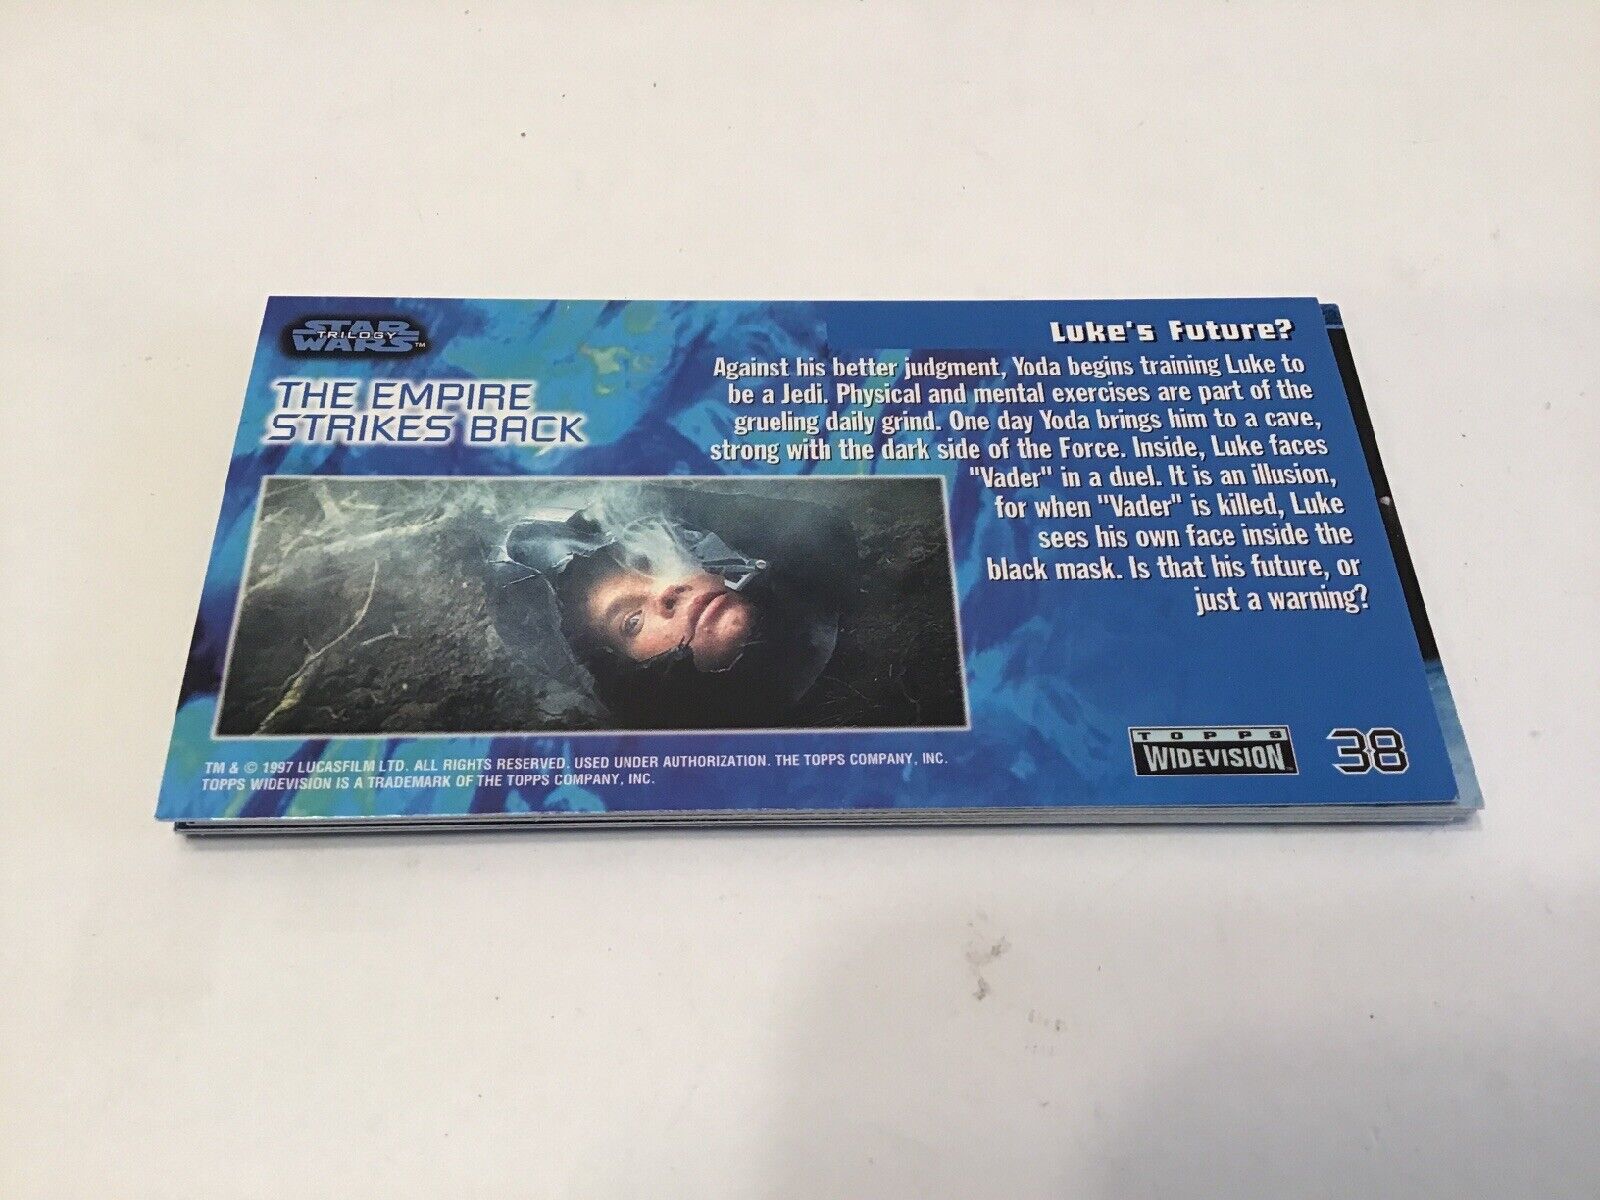 STAR
TRILOGY
WARS™
THE EMPIRE
STRIKES BACK
Luke's Future?
Against his better judgment, Yoda begins training Luke to
be a Jedi. Physical and mental exercises are part of the
grueling daily grind. One day Yoda brings him to a cave,
strong with the dark side of the Force. Inside, Luke faces
"Vader" in a duel. It is an illusion,
for when "Vader" is killed, Luke
sees his own face inside the
black mask. Is that his future, or
just a warning?
TM & © 1997 LUCASFILM LTD. ALL RIGHTS RESERVED. USED UNDER AUTHORIZATION. THE TOPPS COMPANY, INC.
TOPPS WIDEVISION IS A TRADEMARK OF THE TOPPS COMPANY, INC.
TOPPS
WIDEVISION
38